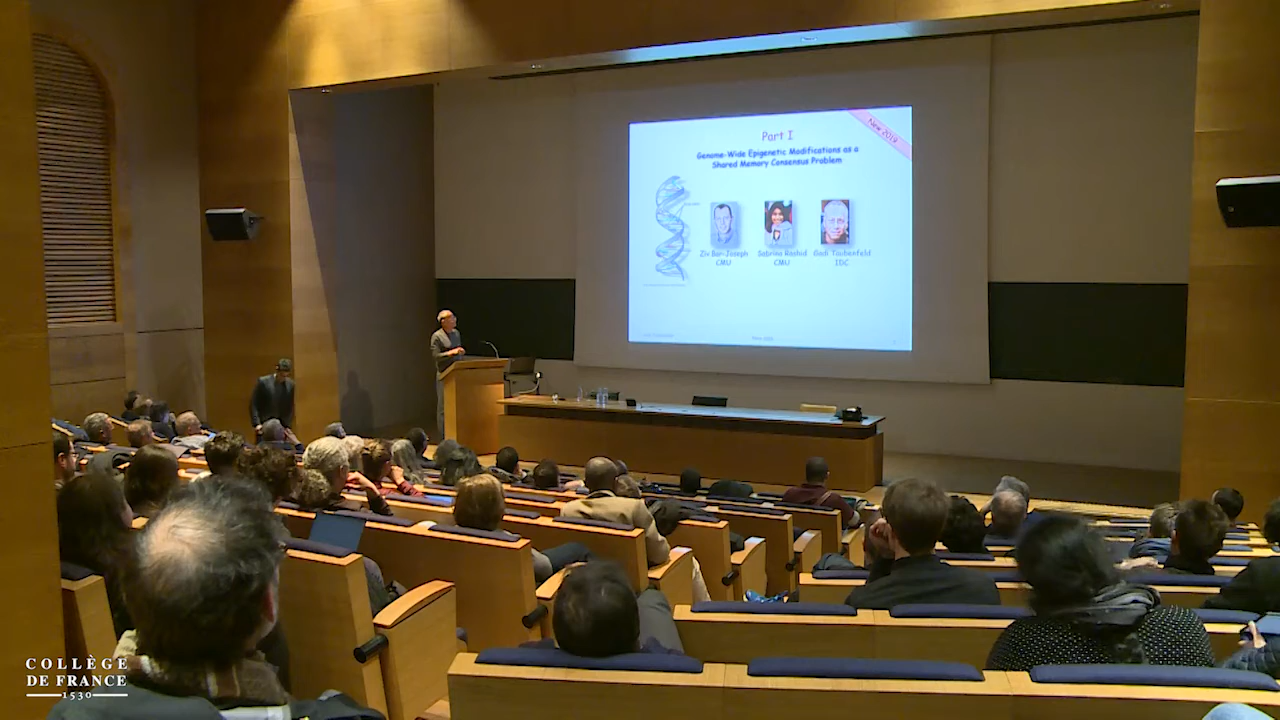 Part I
New 2019
Genome-Wide Epigenetic Modifications as a
Shared Memory Consensus Problem
Ziv Bar-Joseph
CMU
Sabrina Rashid
CMU
Gadi Taubenfeld
IDC
COLLÈGE
DE FRANCE
1530